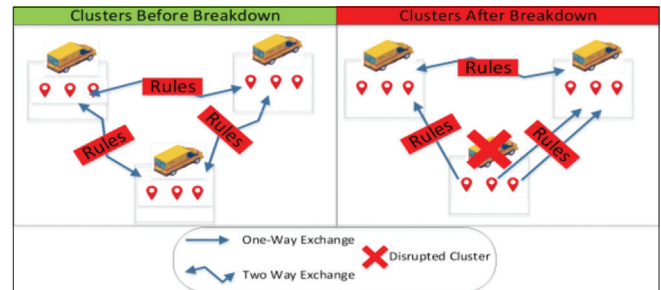 Clusters Before Breakdown
Clusters After Breakdown
Rules
Rules
Rules
Rules
Rules
Rules
One-Way Exchange
Two Way Exchange
Disrupted Cluster